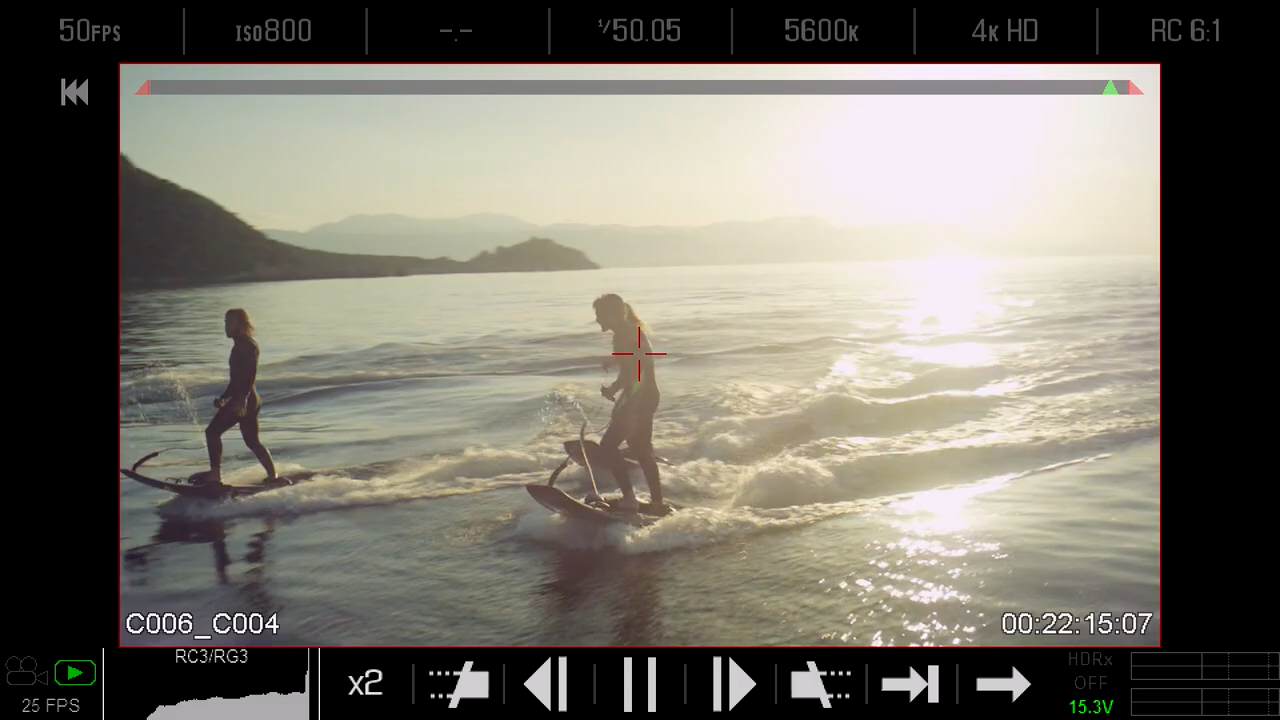 50FPS ISO800 -.- 1/50.05 5600K 4K HD RC 6:1
C006_C004 00:22:15:07
RC3/RG3
25 FPS
x2
HDRx
OFF
15.3V